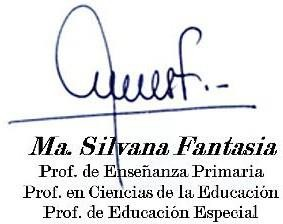 Ma. Silvana Fantasia
Prof. de Enseñanza Primaria
Prof. en Ciencias de la Educación
Prof. de Educación Especial